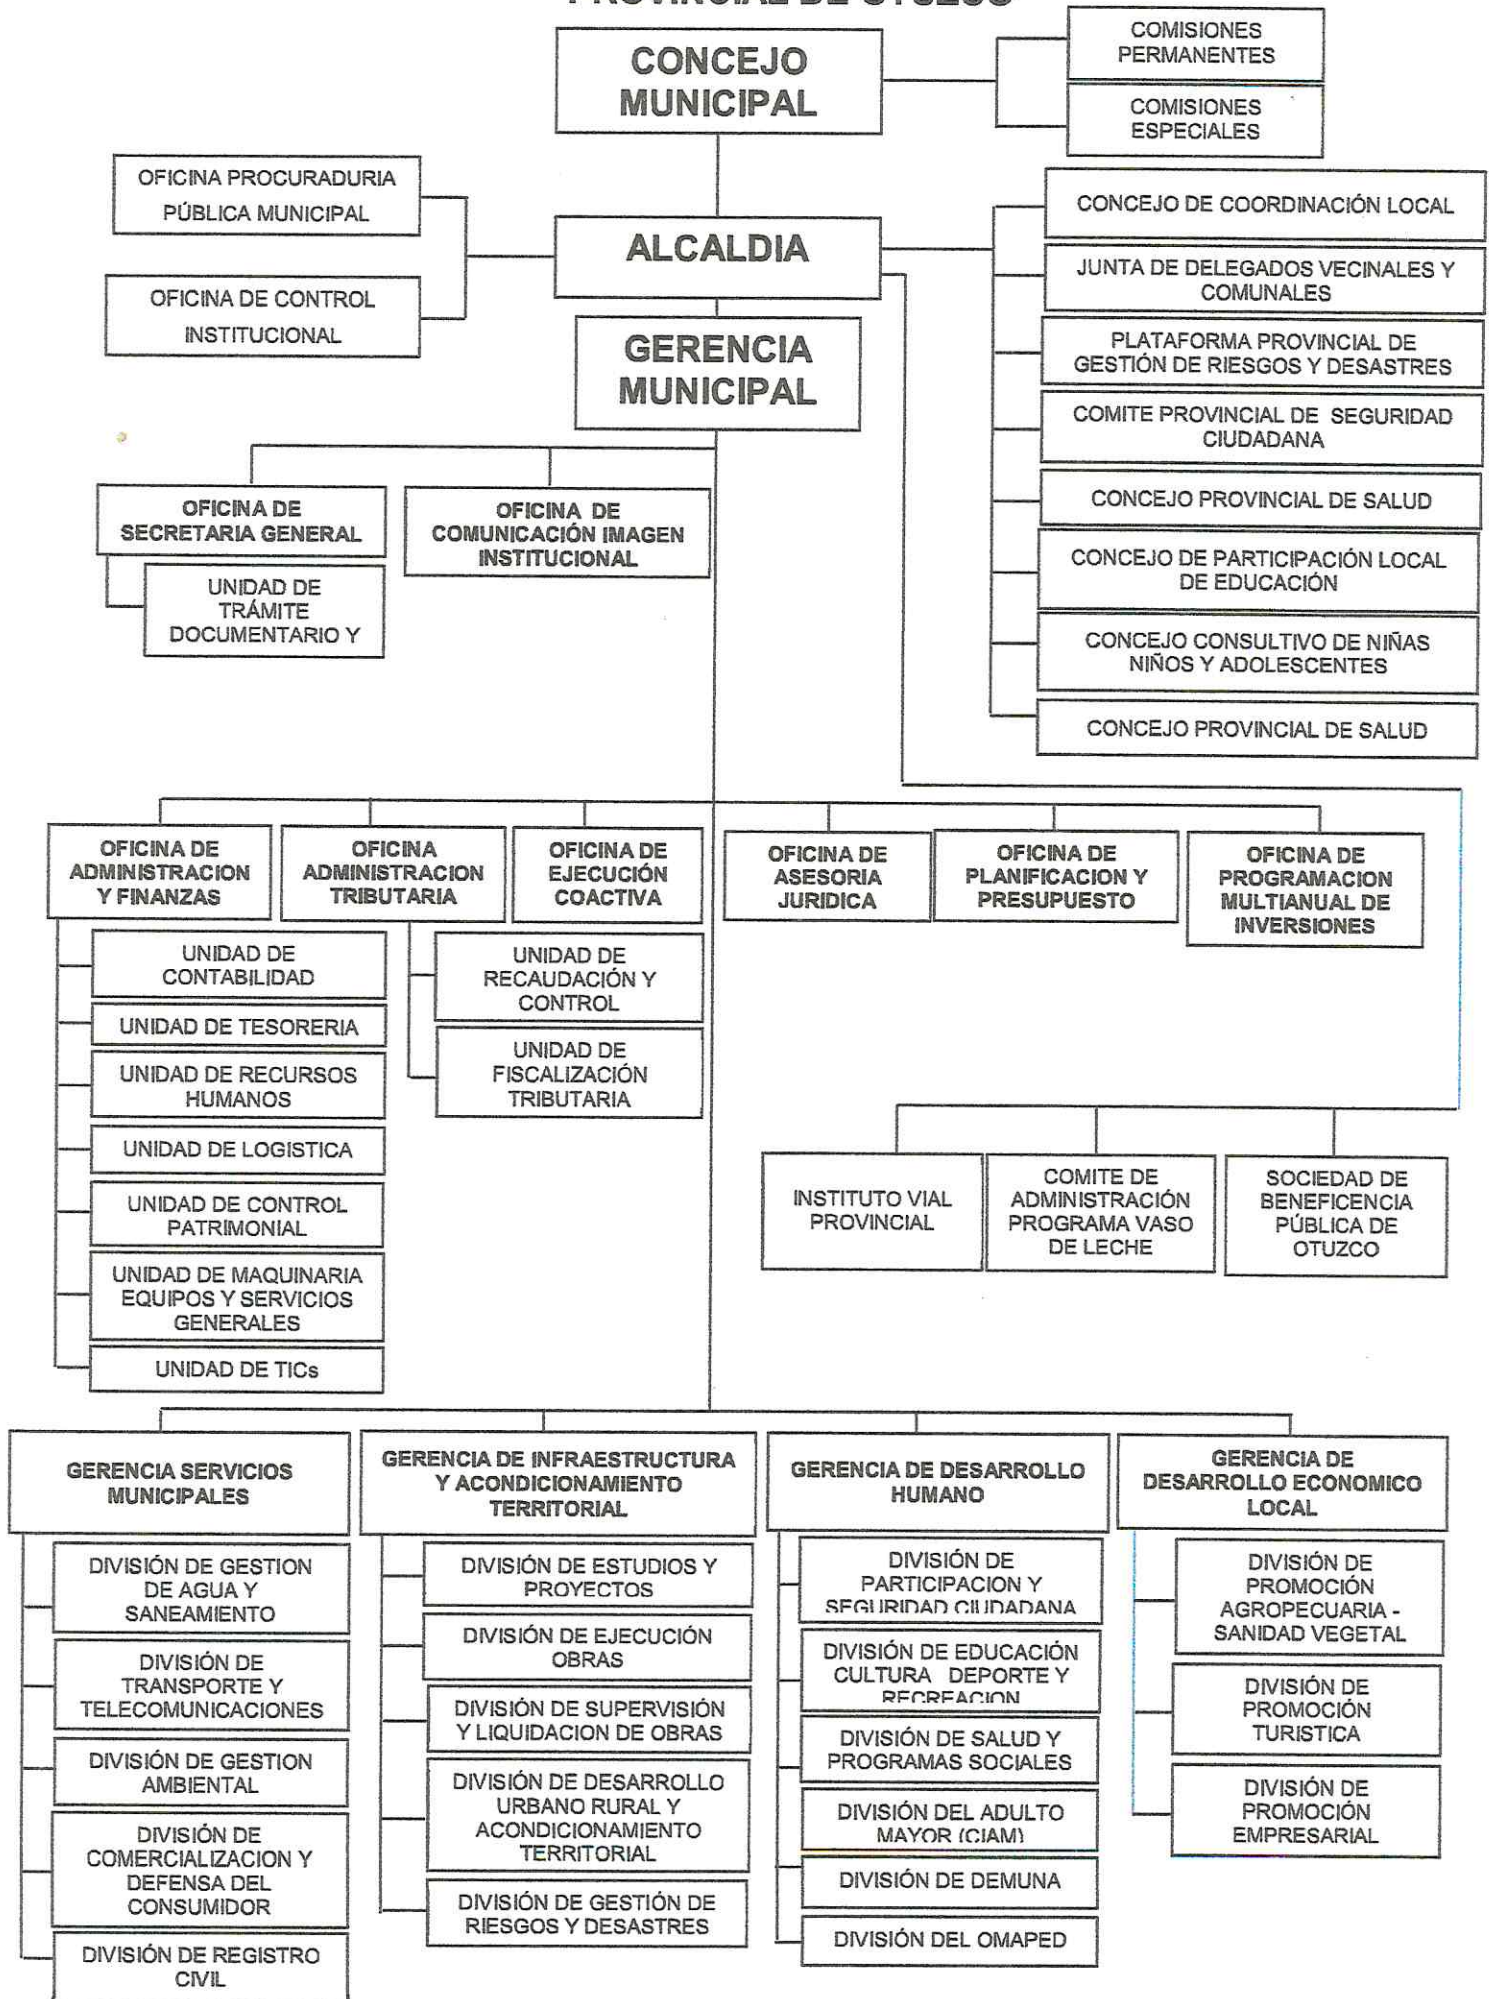 CONCEJO
MUNICIPAL
COMISIONES
PERMANENTES
COMISIONES
ESPECIALES
OFICINA PROCURADURIA
PÚBLICA MUNICIPAL
OFICINA DE CONTROL
INSTITUCIONAL
ALCALDIA
GERENCIA
MUNICIPAL
CONCEJO DE COORDINACIÓN LOCAL
JUNTA DE DELEGADOS VECINALES Y
COMUNALES
PLATAFORMA PROVINCIAL DE
GESTIÓN DE RIESGOS Y DESASTRES
COMITE PROVINCIAL DE SEGURIDAD
CIUDADANA
CONCEJO PROVINCIAL DE SALUD
CONCEJO DE PARTICIPACIÓN LOCAL
DE EDUCACIÓN
CONCEJO CONSULTIVO DE NIÑAS
NIÑOS Y ADOLESCENTES
CONCEJO PROVINCIAL DE SALUD
OFICINA DE
SECRETARIA GENERAL
UNIDAD DE
TRÁMITE
DOCUMENTARIO Y
OFICINA DE
COMUNICACIÓN IMAGEN
INSTITUCIONAL
OFICINA DE
ADMINISTRACION
Y FINANZAS
UNIDAD DE
CONTABILIDAD
UNIDAD DE TESORERIA
UNIDAD DE RECURSOS
HUMANOS
UNIDAD DE LOGISTICA
UNIDAD DE CONTROL
PATRIMONIAL
UNIDAD DE MAQUINARIA
EQUIPOS Y SERVICIOS
GENERALES
UNIDAD DE TICs
OFICINA
ADMINISTRACION
TRIBUTARIA
UNIDAD DE
RECAUDACIÓN Y
CONTROL
UNIDAD DE
FISCALIZACIÓN
TRIBUTARIA
OFICINA DE
EJECUCIÓN
COACTIVA
OFICINA DE
ASESORIA
JURIDICA
OFICINA DE
PLANIFICACION Y
PRESUPUESTO
OFICINA DE
PROGRAMACION
MULTIANUAL DE
INVERSIONES
INSTITUTO VIAL
PROVINCIAL
COMITE DE
ADMINISTRACIÓN
PROGRAMA VASO
DE LECHE
SOCIEDAD DE
BENEFICENCIA
PÚBLICA DE
OTUZCO
GERENCIA SERVICIOS
MUNICIPALES
DIVISIÓN DE GESTION
DE AGUA Y
SANEAMIENTO
DIVISIÓN DE
TRANSPORTE Y
TELECOMUNICACIONES
DIVISIÓN DE GESTION
AMBIENTAL
DIVISIÓN DE
COMERCIALIZACION Y
DEFENSA DEL
CONSUMIDOR
DIVISIÓN DE REGISTRO
CIVIL
GERENCIA DE INFRAESTRUCTURA
Y ACONDICIONAMIENTO
TERRITORIAL
DIVISIÓN DE ESTUDIOS Y
PROYECTOS
DIVISIÓN DE EJECUCIÓN
OBRAS
DIVISIÓN DE SUPERVISIÓN
Y LIQUIDACION DE OBRAS
DIVISIÓN DE DESARROLLO
URBANO RURAL Y
ACONDICIONAMIENTO
TERRITORIAL
DIVISIÓN DE GESTIÓN DE
RIESGOS Y DESASTRES
GERENCIA DE DESARROLLO
HUMANO
DIVISIÓN DE
PARTICIPACION Y
SEGURIDAD CIUDADANA
DIVISIÓN DE EDUCACIÓN
CULTURA DEPORTE Y
RECREACION
DIVISIÓN DE SALUD Y
PROGRAMAS SOCIALES
DIVISIÓN DEL ADULTO
MAYOR (CIAM)
DIVISIÓN DE DEMUNA
DIVISIÓN DEL OMAPED
GERENCIA DE
DESARROLLO ECONOMICO
LOCAL
DIVISIÓN DE
PROMOCIÓN
AGROPECUARIA -
SANIDAD VEGETAL
DIVISIÓN DE
PROMOCIÓN
TURISTICA
DIVISIÓN DE
PROMOCIÓN
EMPRESARIAL